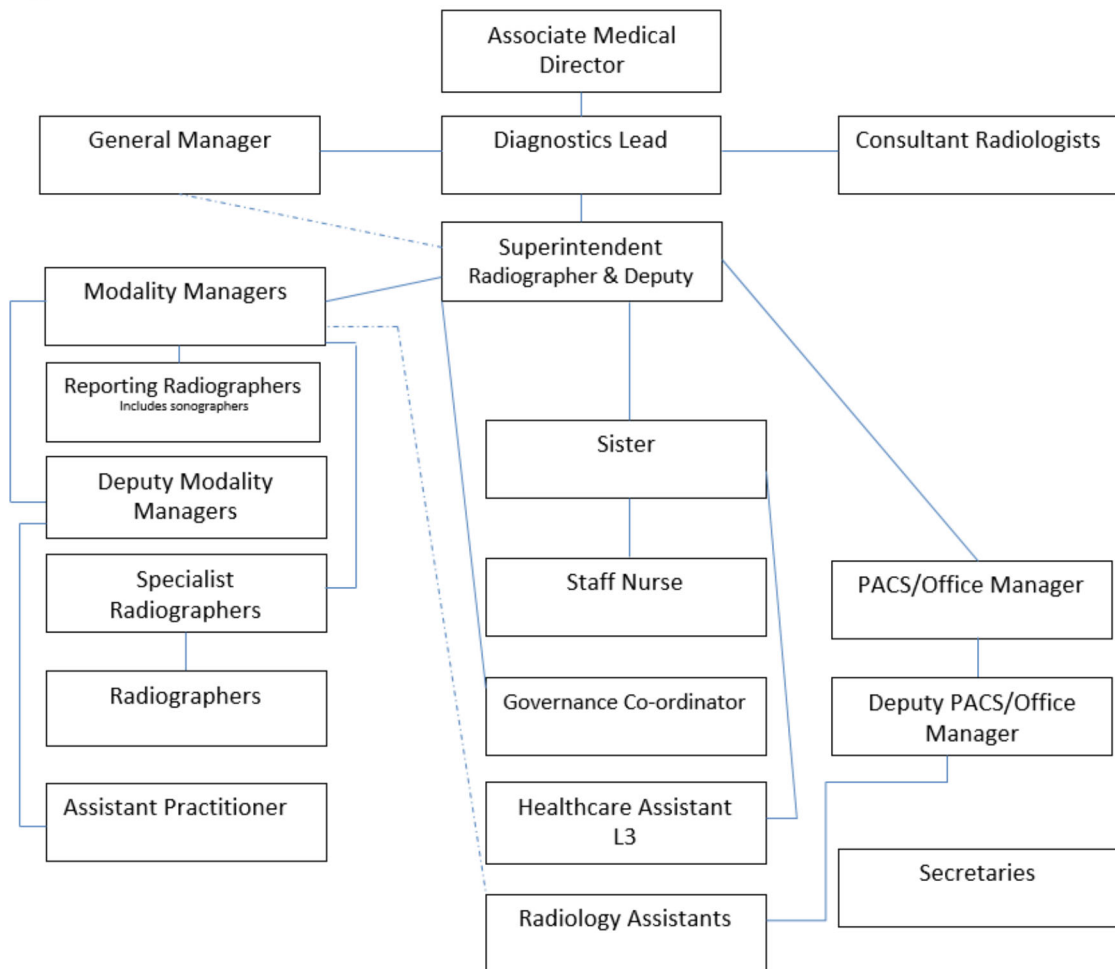 Associate Medical
Director
General Manager
Diagnostics Lead
Consultant Radiologists
Superintendent
Radiographer & Deputy
Modality Managers
Reporting Radiographers
Includes sonographers
Sister
Deputy Modality
Managers
Specialist
Radiographers
Staff Nurse
PACS/Office Manager
Radiographers
Governance Co-ordinator
Deputy PACS/Office
Manager
Assistant Practitioner
Healthcare Assistant
L3
Secretaries
Radiology Assistants